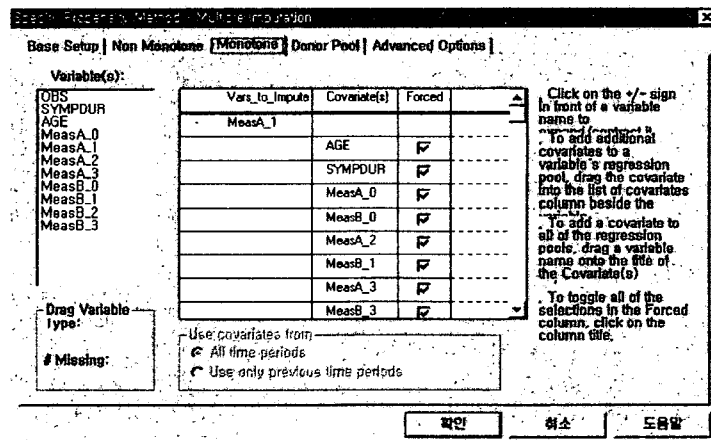 Specify Propensity Method - Multiple Imputation
Base Setup | Non Monotone | Monotone | Donor Pool | Advanced Options |
Variable(s):
OBS
SYMPDUR
AGE
MeasA_0
MeasA_1
MeasA_2
MeasA_3
MeasB_0
MeasB_1
MeasB_2
MeasB_3
Drag Variable
Type:
# Missing:
Vars_to_Impute Covariate(s) Forced
- MeasA_1
AGE
SYMPDUR
MeasA_0
MeasB_0
MeasA_2
MeasB_1
MeasA_3
MeasB_3
Use covariates from
All time periods
Use only previous time periods
. Click on the +/- sign
in front of a variable
name to
. To add additional
covariates to a
variable's regression
pool, drag the covariate
into the list of covariates
column beside the
. To add a covariate to
all of the regression
pools, drag a variable
name onto the title of
the Covariate(s)
. To toggle all of the
selections in the Forced
column, click on the
column title.
확인 취소 도움말